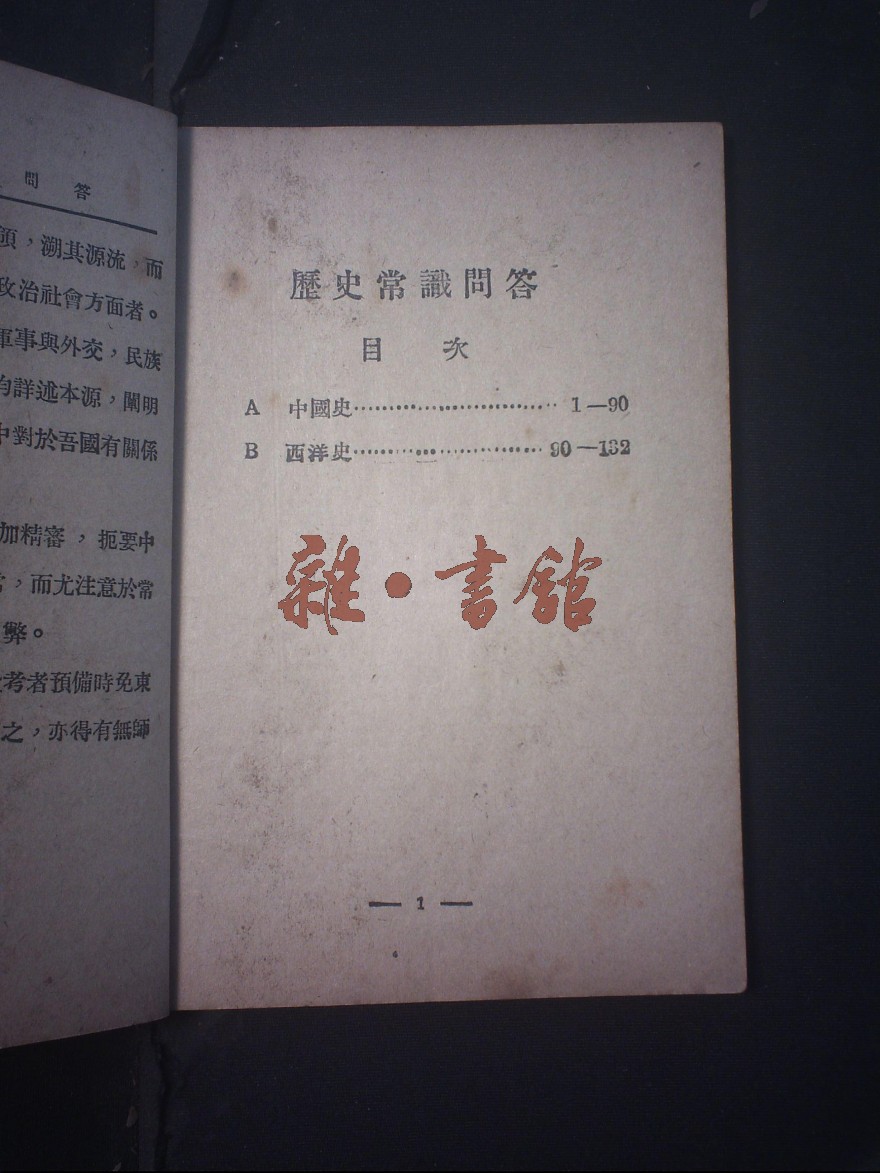 問答
，溯其源流，而
政治社會方面者。
軍事與外交，民族
均詳述本源，闡明
中對於吾國有關係
加精審，扼要中
，而尤注意於常
弊。
考者預備時免東
之，亦得有無師
歷史常識問答
目次
A 中國史 1—90
B 西洋史 90—132
雜·書館
— 1 —